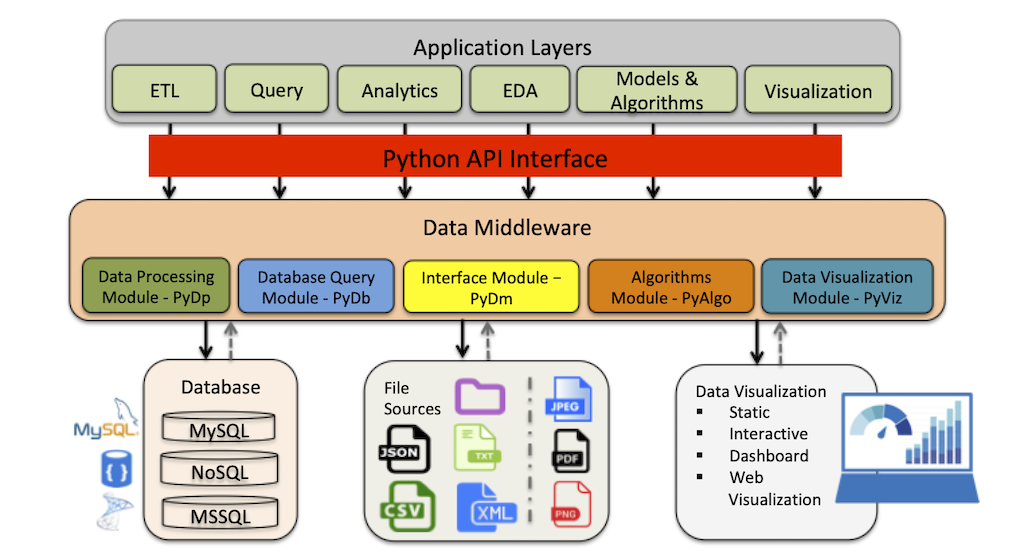 Application Layers
ETL
Query
Analytics
EDA
Models &
Algorithms
Visualization
Python API Interface
Data Middleware
Data Processing
Module - PyDp
Database Query
Module - PyDb
Interface Module –
PyDm
Algorithms
Module - PyAlgo
Data Visualization
Module - PyViz
Database
MySQL
NoSQL
MSSQL
MySQL.
{ }
File
Sources
JPEG
JSON
TXT
PDF
CSV
XML
PNG
Data Visualization
▪ Static
▪ Interactive
▪ Dashboard
▪ Web
Visualization